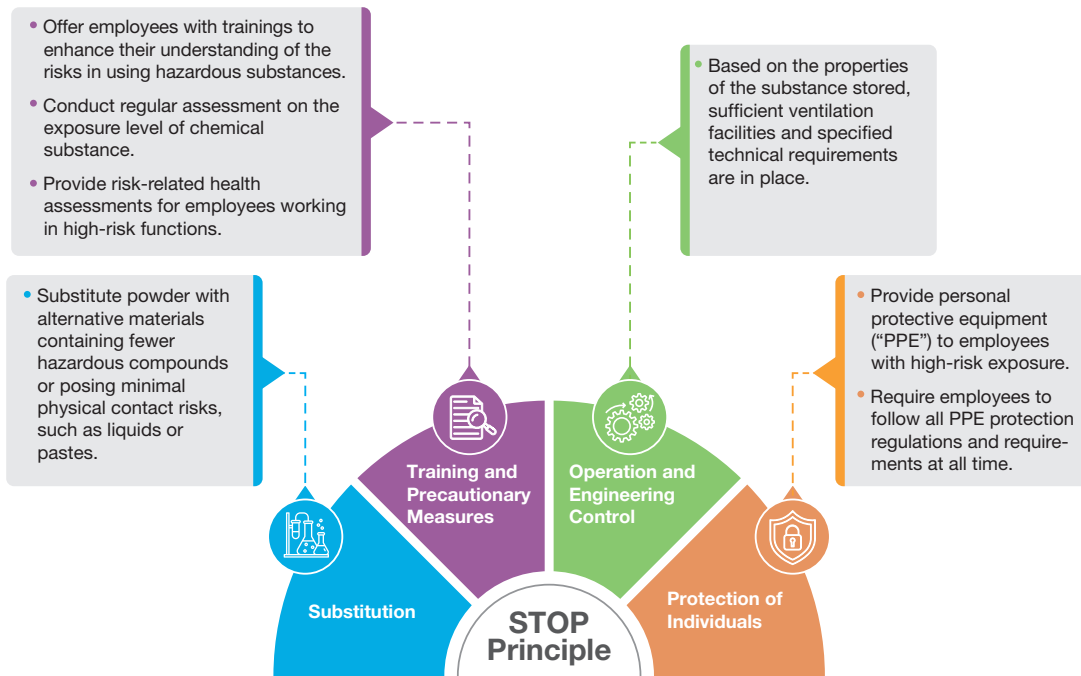 • Offer employees with trainings to
enhance their understanding of the
risks in using hazardous substances.
• Conduct regular assessment on the
exposure level of chemical
substance.
• Provide risk-related health
assessments for employees working
in high-risk functions.
• Based on the properties
of the substance stored,
sufficient ventilation
facilities and specified
technical requirements
are in place.
• Substitute powder with
alternative materials
containing fewer
hazardous compounds
or posing minimal
physical contact risks,
such as liquids or
pastes.
• Provide personal
protective equipment
(“PPE”) to employees
with high-risk exposure.
• Require employees to
follow all PPE protection
regulations and require-
ments at all time.
Substitution
Training and
Precautionary
Measures
Operation and
Engineering
Control
Protection of
Individuals
STOP
Principle